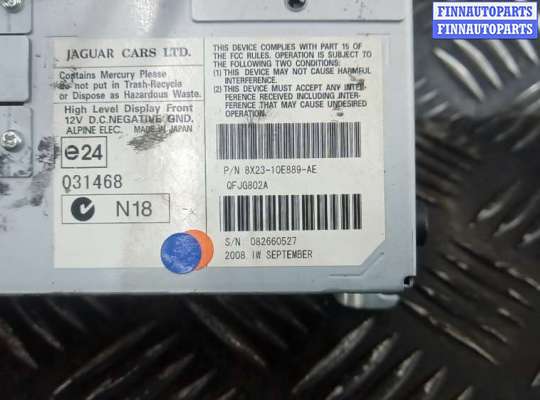 FINNAUTOPARTS
FINNAUTOPARTS
FINNAUTOPARTS
JAGUAR CARS LTD.
Contains Mercury Please
do not put in Trash-Recycle
or Dispose as Hazardous Waste.
High Level Display Front
12V D.C.NEGATIVE GND.
ALPINE ELEC. MADE IN JAPAN
e24
031468
N18
THIS DEVICE COMPLIES WITH PART 15 OF
THE FCC RULES. OPERATION IS SUBJECT TO
THE FOLLOWING TWO CONDITIONS:
(1) THIS DEVICE MAY NOT CAUSE HARMFUL
INTERFERENCE.
(2) THIS DEVICE MUST ACCEPT ANY INTER-
FERENCE RECEIVED INCLUDING INTER-
FERENCE THAT MAY CAUSE UNDESIRED
OPERATION.
P/N 8X23-10E889-AE
QFJG802A
S/N 082660527
2008 1W SEPTEMBER